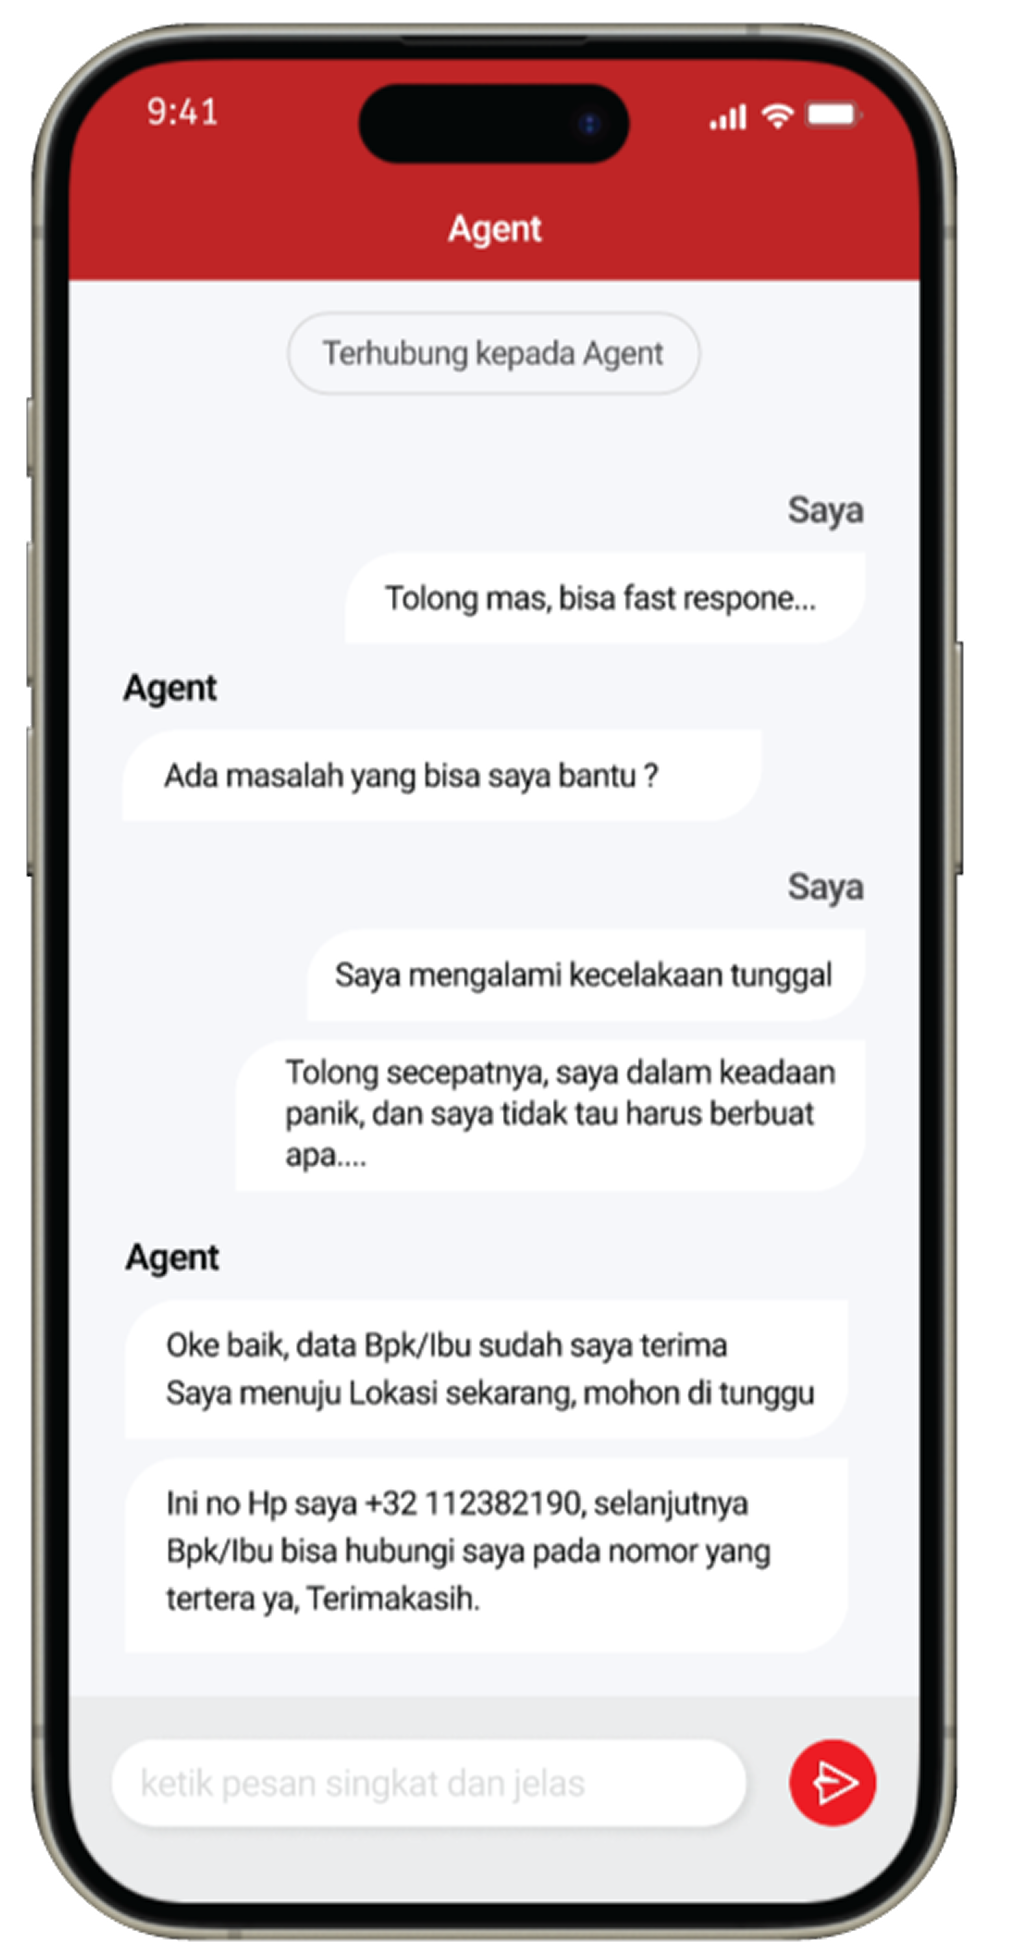 9:41
Agent
Terhubung kepada Agent
Saya
Tolong mas, bisa fast respone...
Agent
Ada masalah yang bisa saya bantu ?
Saya
Saya mengalami kecelakaan tunggal
Tolong secepatnya, saya dalam keadaan
panik, dan saya tidak tau harus berbuat
apa....
Agent
Oke baik, data Bpk/Ibu sudah saya terima
Saya menuju Lokasi sekarang, mohon di tunggu
Ini no Hp saya +32 112382190, selanjutnya
Bpk/Ibu bisa hubungi saya pada nomor yang
tertera ya, Terimakasih.
ketik pesan singkat dan jelas